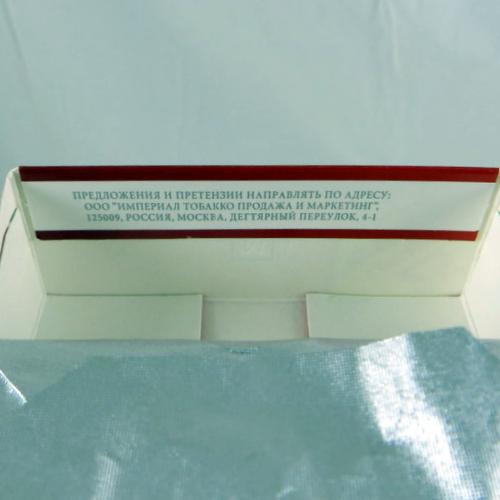 ПРЕДЛОЖЕНИЯ И ПРЕТЕНЗИИ НАПРАВЛЯТЬ ПО АДРЕСУ:
ООО "ИМПЕРИАЛ ТОБАККО ПРОДАЖА И МАРКЕТИНГ",
125009, РОССИЯ, МОСКВА, ДЕГТЯРНЫЙ ПЕРЕУЛОК, 4-1